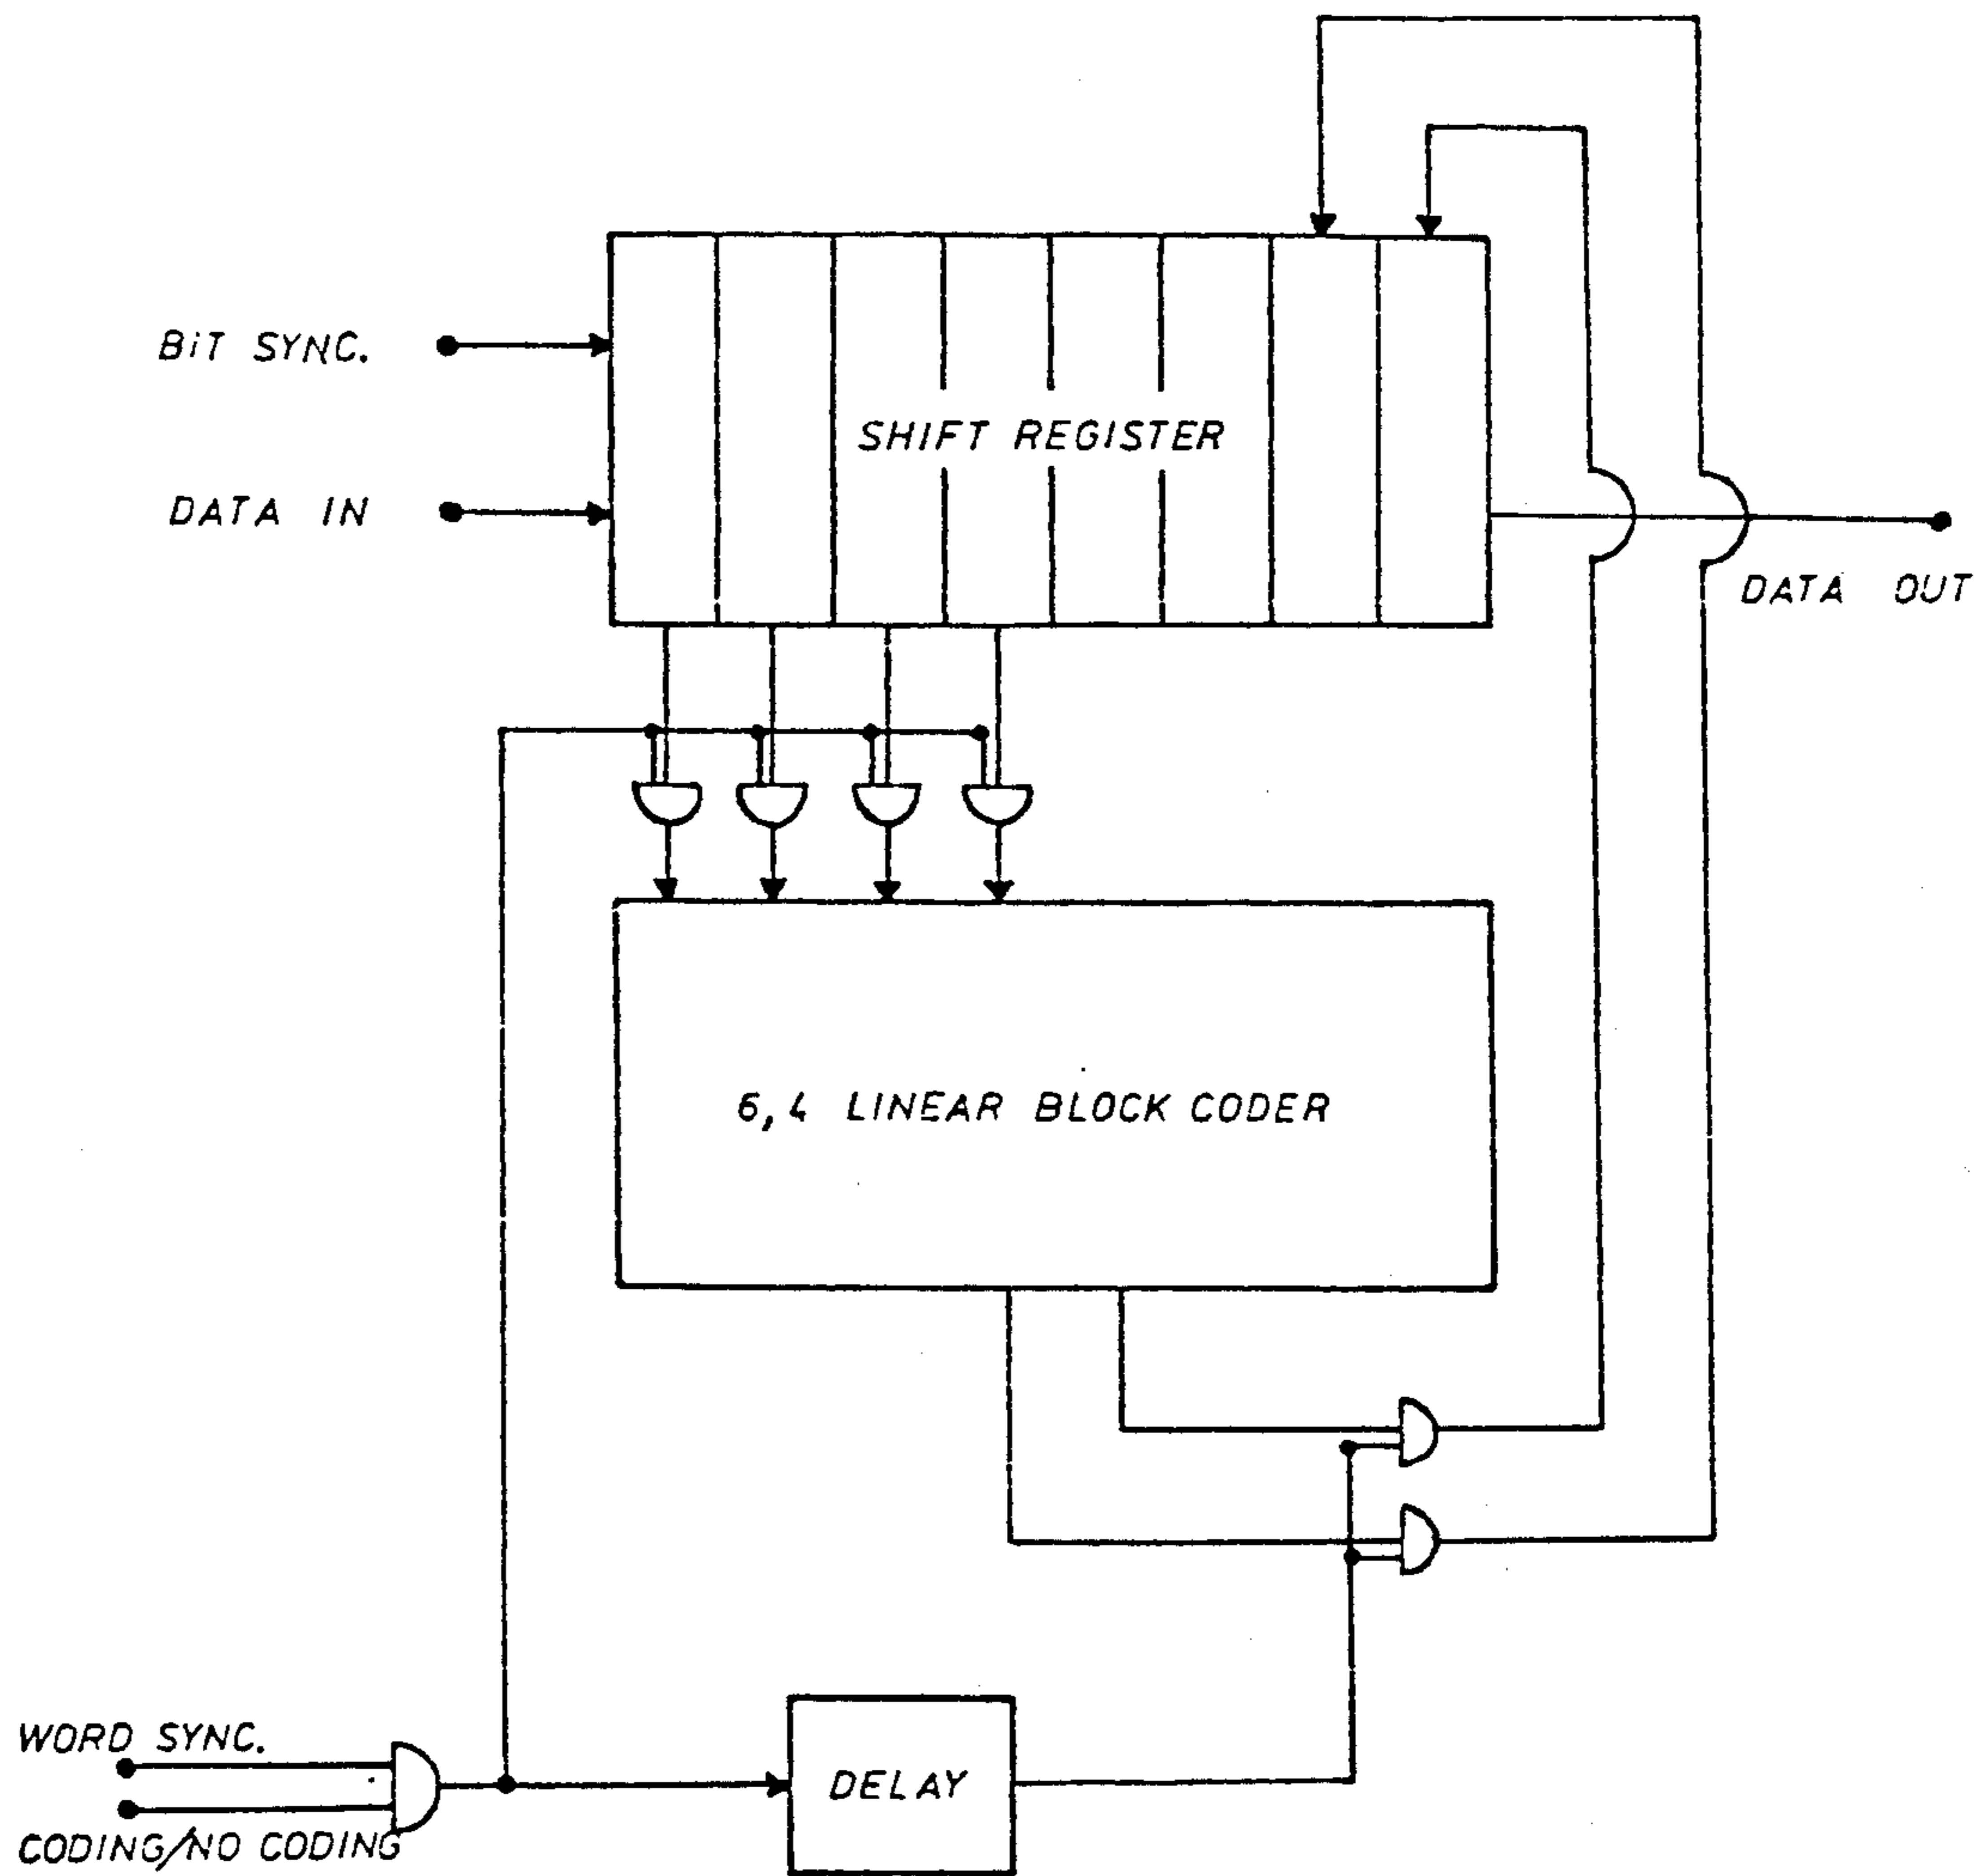 BiT SYNC.
SHIFT REGISTER
DATA IN
DATA OUT
6,4 LINEAR BLOCK CODER
WORD SYNC.
DELAY
CODING/NO CODING